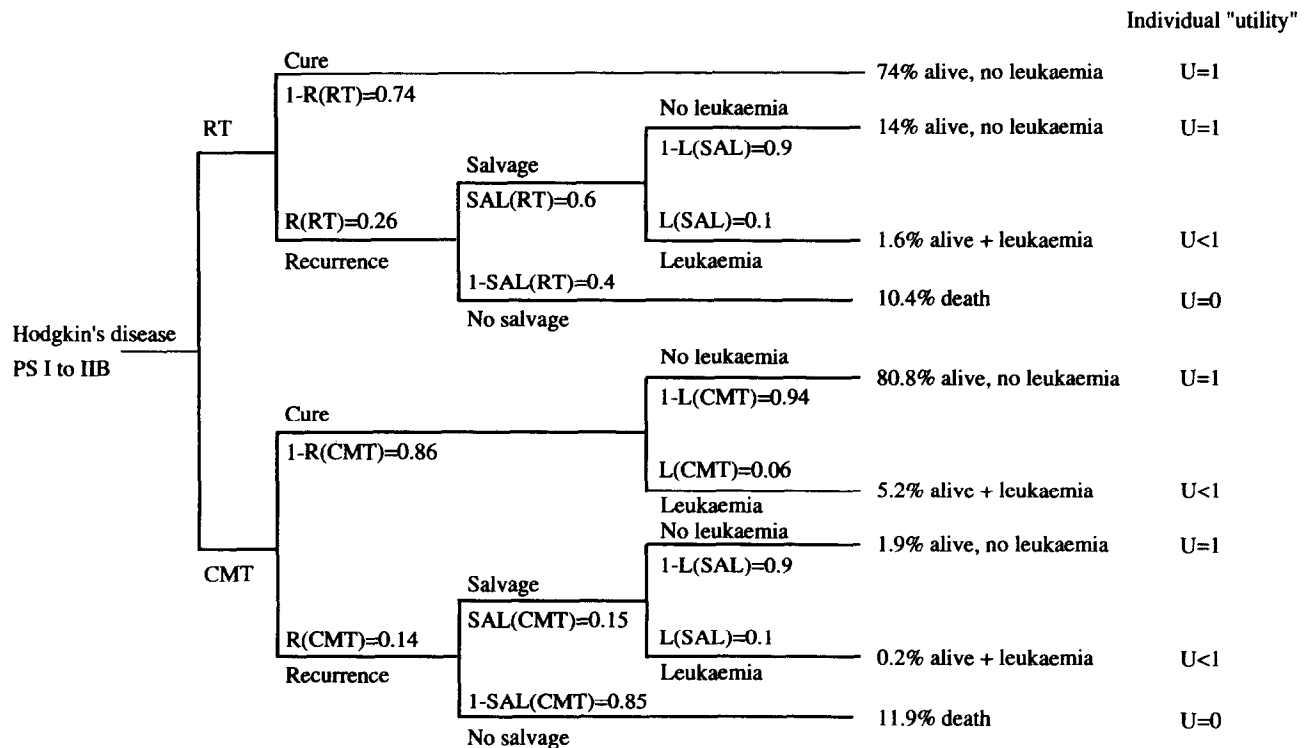 Individual "utility"
Cure
74% alive, no leukaemia U=1
1-R(RT)=0.74
No leukaemia
RT
14% alive, no leukaemia U=1
1-L(SAL)=0.9
Salvage
SAL(RT)=0.6
R(RT)=0.26
L(SAL)=0.1
1.6% alive + leukaemia U<1
Recurrence
Leukaemia
1-SAL(RT)=0.4
10.4% death U=0
No salvage
Hodgkin's disease
PS I to IIB
No leukaemia
80.8% alive, no leukaemia U=1
1-L(CMT)=0.94
Cure
1-R(CMT)=0.86
L(CMT)=0.06
5.2% alive + leukaemia U<1
Leukaemia
No leukaemia
1.9% alive, no leukaemia U=1
CMT
1-L(SAL)=0.9
Salvage
SAL(CMT)=0.15
R(CMT)=0.14
L(SAL)=0.1
0.2% alive + leukaemia U<1
Recurrence
Leukaemia
1-SAL(CMT)=0.85
11.9% death U=0
No salvage